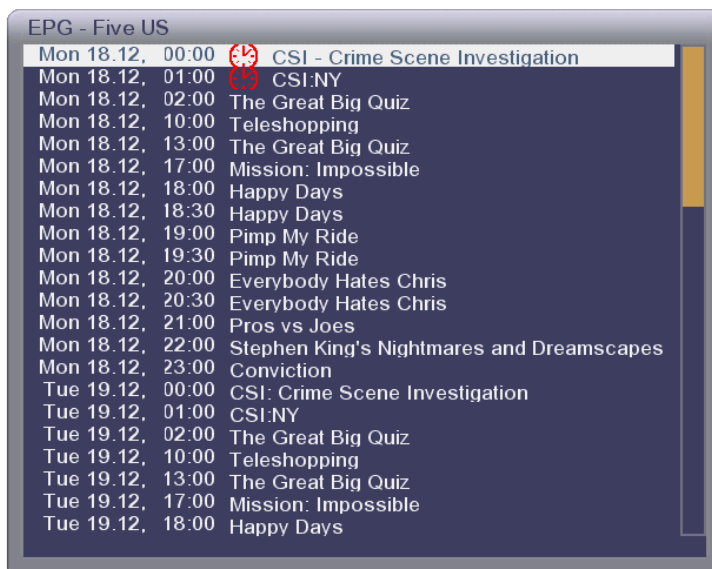 EPG - Five US
Mon 18.12, 00:00 CSI - Crime Scene Investigation
Mon 18.12, 01:00 CSI:NY
Mon 18.12, 02:00 The Great Big Quiz
Mon 18.12, 10:00 Teleshopping
Mon 18.12, 13:00 The Great Big Quiz
Mon 18.12, 17:00 Mission: Impossible
Mon 18.12, 18:00 Happy Days
Mon 18.12, 18:30 Happy Days
Mon 18.12, 19:00 Pimp My Ride
Mon 18.12, 19:30 Pimp My Ride
Mon 18.12, 20:00 Everybody Hates Chris
Mon 18.12, 20:30 Everybody Hates Chris
Mon 18.12, 21:00 Pros vs Joes
Mon 18.12, 22:00 Stephen King's Nightmares and Dreamscapes
Mon 18.12, 23:00 Conviction
Tue 19.12, 00:00 CSI: Crime Scene Investigation
Tue 19.12, 01:00 CSI:NY
Tue 19.12, 02:00 The Great Big Quiz
Tue 19.12, 10:00 Teleshopping
Tue 19.12, 13:00 The Great Big Quiz
Tue 19.12, 17:00 Mission: Impossible
Tue 19.12, 18:00 Happy Days